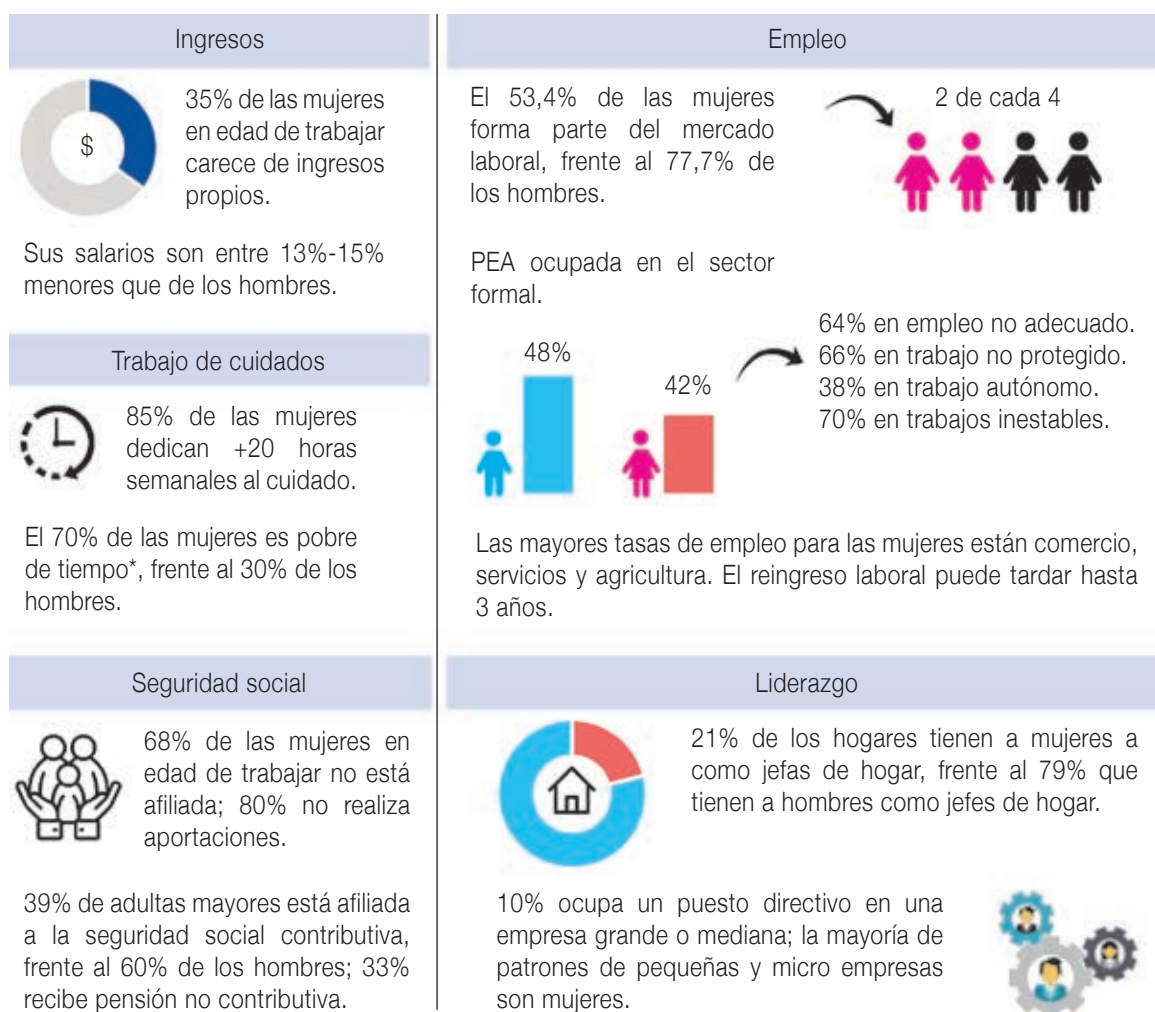 Ingresos
$
35% de las mujeres
en edad de trabajar
carece de ingresos
propios.
Sus salarios son entre 13%-15%
menores que de los hombres.
Trabajo de cuidados
85% de las mujeres
dedican +20 horas
semanales al cuidado.
El 70% de las mujeres es pobre
de tiempo*, frente al 30% de los
hombres.
Seguridad social
68% de las mujeres en
edad de trabajar no está
afiliada; 80% no realiza
aportaciones.
39% de adultas mayores está afiliada
a la seguridad social contributiva,
frente al 60% de los hombres; 33%
recibe pensión no contributiva.
Empleo
El 53,4% de las mujeres
forma parte del mercado
laboral, frente al 77,7% de
los hombres.
2 de cada 4
PEA ocupada en el sector
formal.
48%
42%
64% en empleo no adecuado.
66% en trabajo no protegido.
38% en trabajo autónomo.
70% en trabajos inestables.
Las mayores tasas de empleo para las mujeres están comercio,
servicios y agricultura. El reingreso laboral puede tardar hasta
3 años.
Liderazgo
21% de los hogares tienen a mujeres a
como jefas de hogar, frente al 79% que
tienen a hombres como jefes de hogar.
10% ocupa un puesto directivo en una
empresa grande o mediana; la mayoría de
patrones de pequeñas y micro empresas
son mujeres.